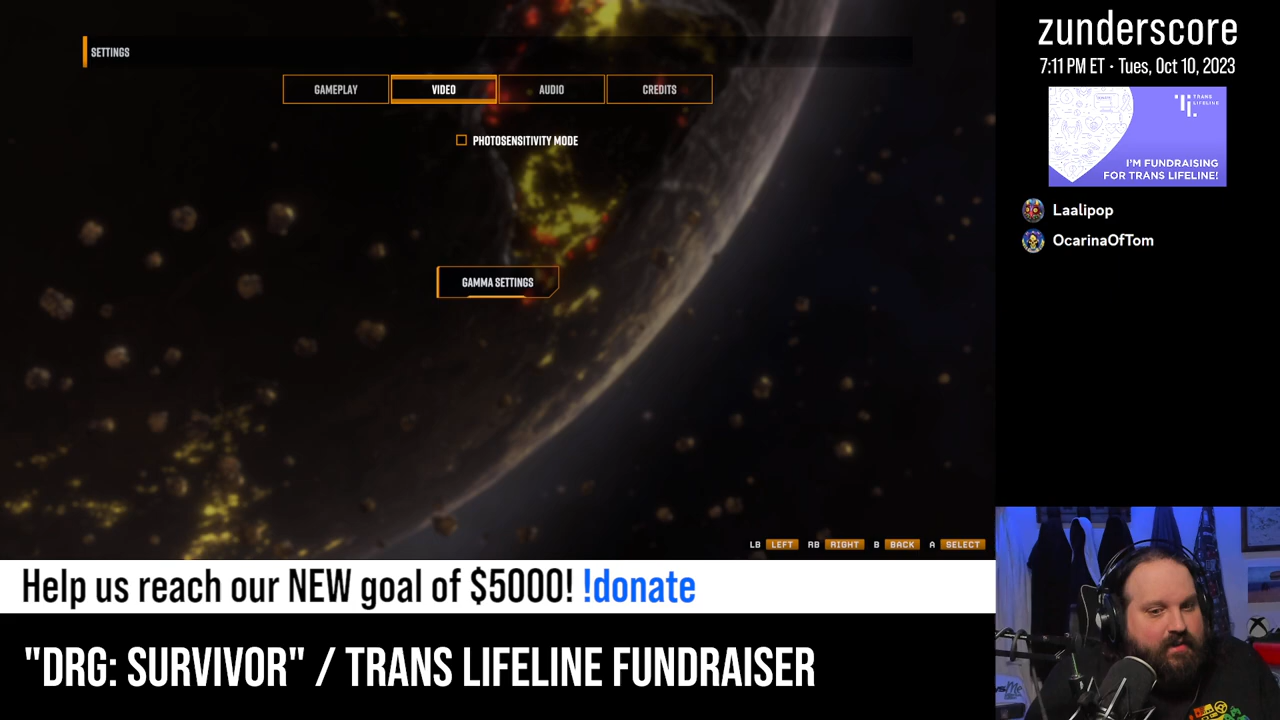 SETTINGS
GAMEPLAY
VIDEO
AUDIO
CREDITS
PHOTOSENSITIVITY MODE
GAMMA SETTINGS
LB LEFT RB RIGHT B BACK A SELECT
Help us reach our NEW goal of $5000! !donate
"DRG: SURVIVOR" / TRANS LIFELINE FUNDRAISER
zunderscore
7:11 PM ET · Tues, Oct 10, 2023
TRANS
LIFELINE
I'M FUNDRAISING
FOR TRANS LIFELINE!
Laalipop
OcarinaOfTom